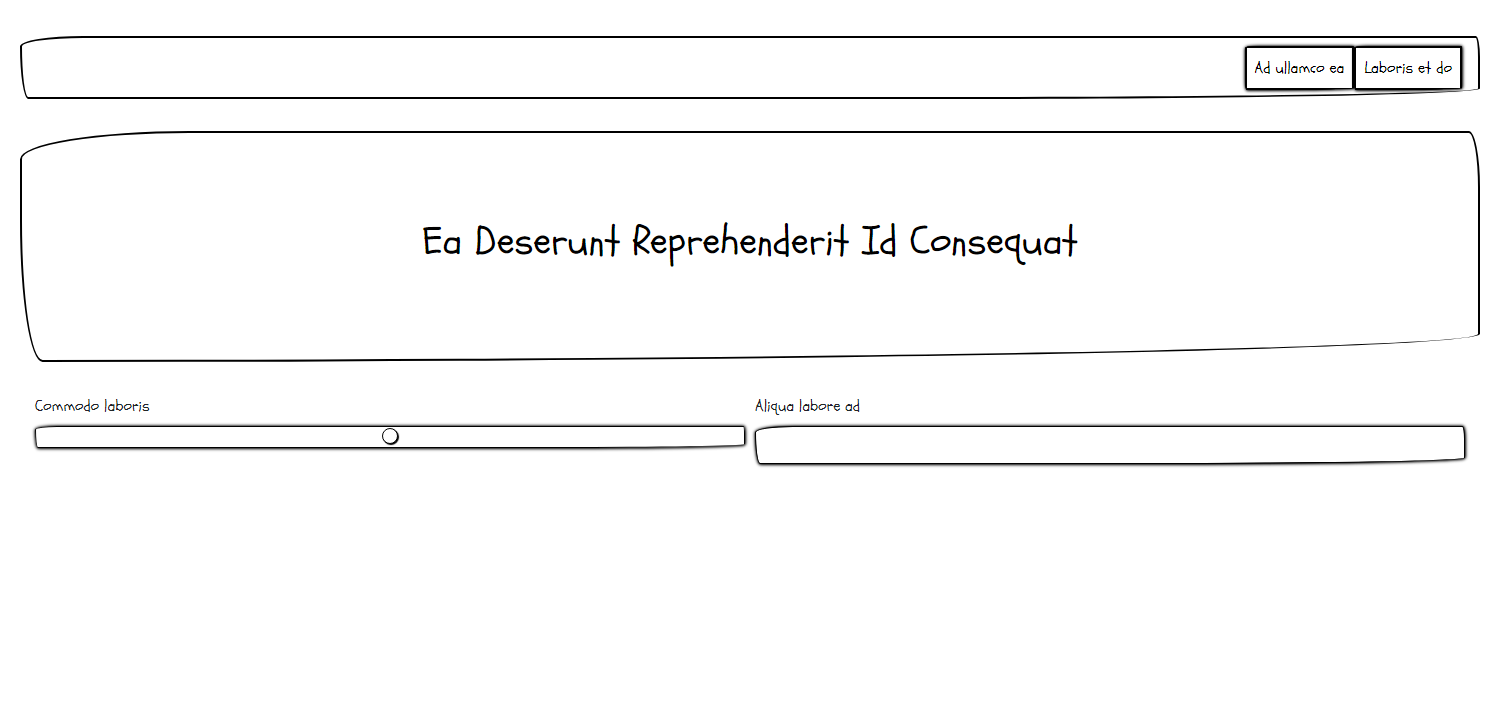 Ad ullamco ea
Laboris et do
Ea Deserunt Reprehenderit Id Consequat
Commodo laboris
Aliqua labore ad